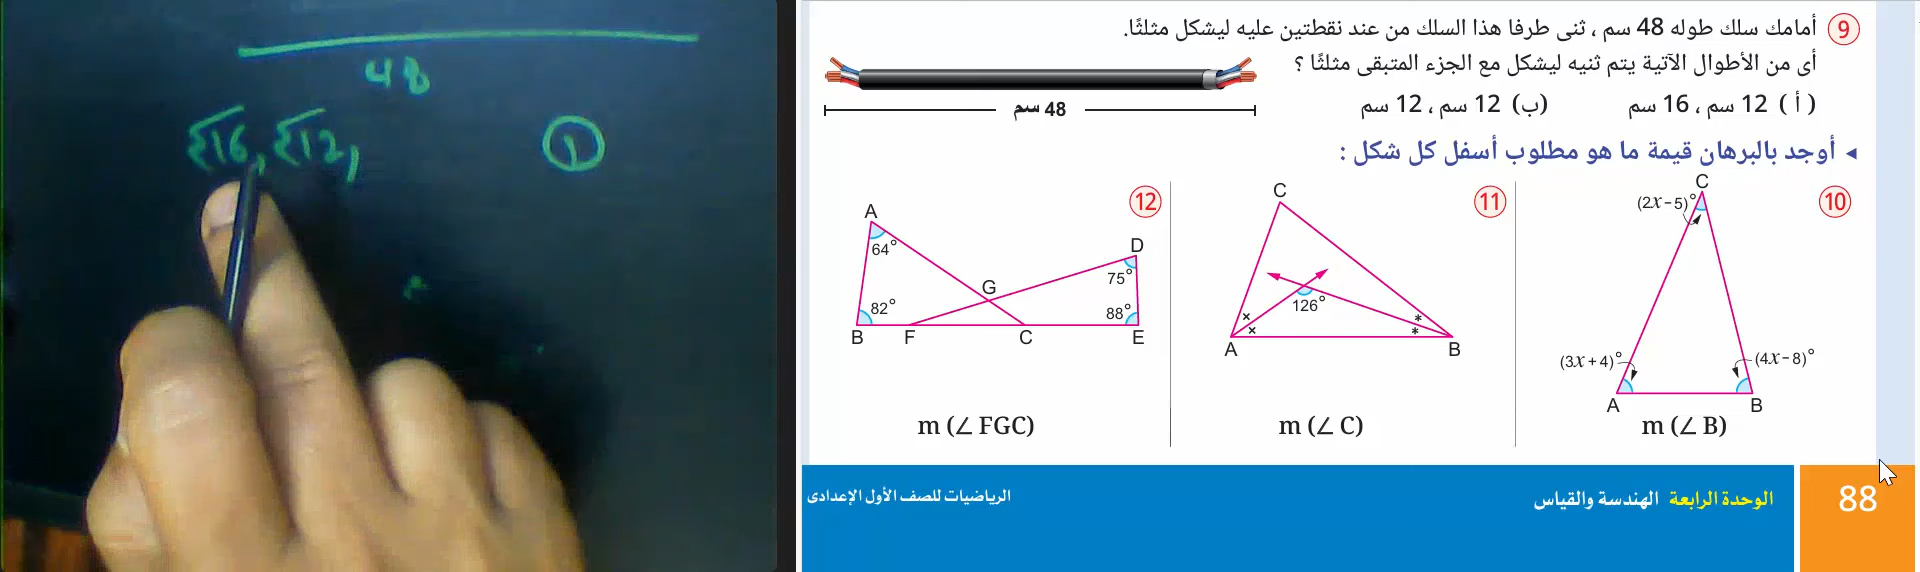 48
√16 , √12 ,
①
⑨ أمامك سلك طوله 48 سم ، ثنى طرفا هذا السلك من عند نقطتين عليه ليشكل مثلثًا.
أى من الأطوال الآتية يتم ثنيه ليشكل مع الجزء المتبقى مثلثًا ؟
48 سم
( أ ) 12 سم ، 16 سم (ب) 12 سم ، 12 سم
◂ أوجد بالبرهان قيمة ما هو مطلوب أسفل كل شكل :
⑩
C
(2x-5)°
(3x+4)°
(4x-8)°
A B
m (∠ B)
⑪
C
126°
× ×
* *
A B
m (∠ C)
⑫
A
D
64°
75°
G
82°
88°
B F C E
m (∠ FGC)
88 الوحدة الرابعة الهندسة والقياس
الرياضيات للصف الأول الإعدادى